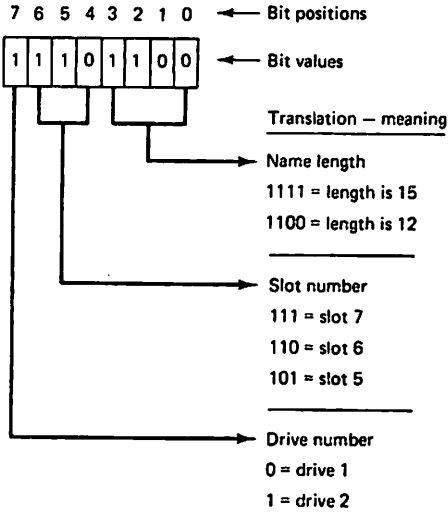 7 6 5 4 3 2 1 0 Bit positions
1 1 1 0 1 1 0 0 Bit values
Translation — meaning
Name length
1111 = length is 15
1100 = length is 12
Slot number
111 = slot 7
110 = slot 6
101 = slot 5
Drive number
0 = drive 1
1 = drive 2